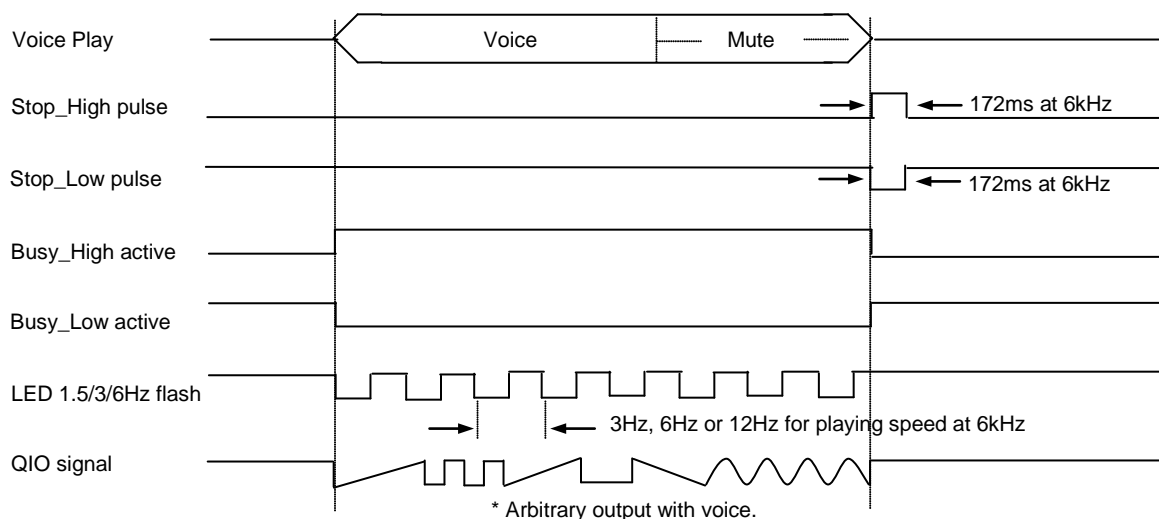 Voice Play
Voice
Mute
Stop_High pulse
172ms at 6kHz
Stop_Low pulse
172ms at 6kHz
Busy_High active
Busy_Low active
LED 1.5/3/6Hz flash
3Hz, 6Hz or 12Hz for playing speed at 6kHz
QIO signal
* Arbitrary output with voice.